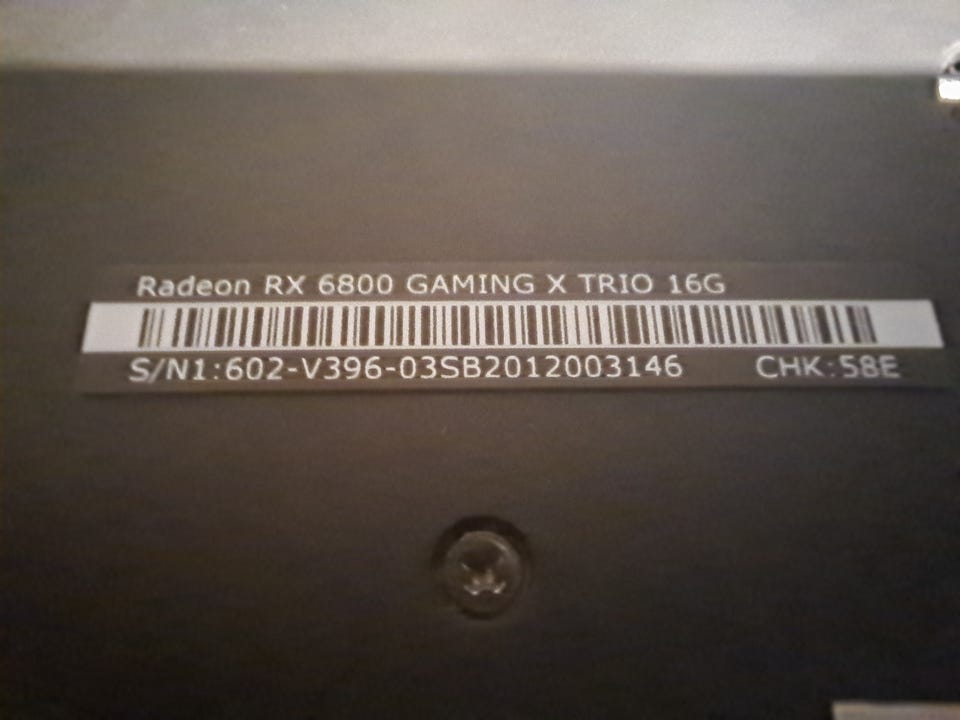 Radeon RX 6800 GAMING X TRIO 16G
S/N1:602-V396-03SB2012003146 CHK:58E